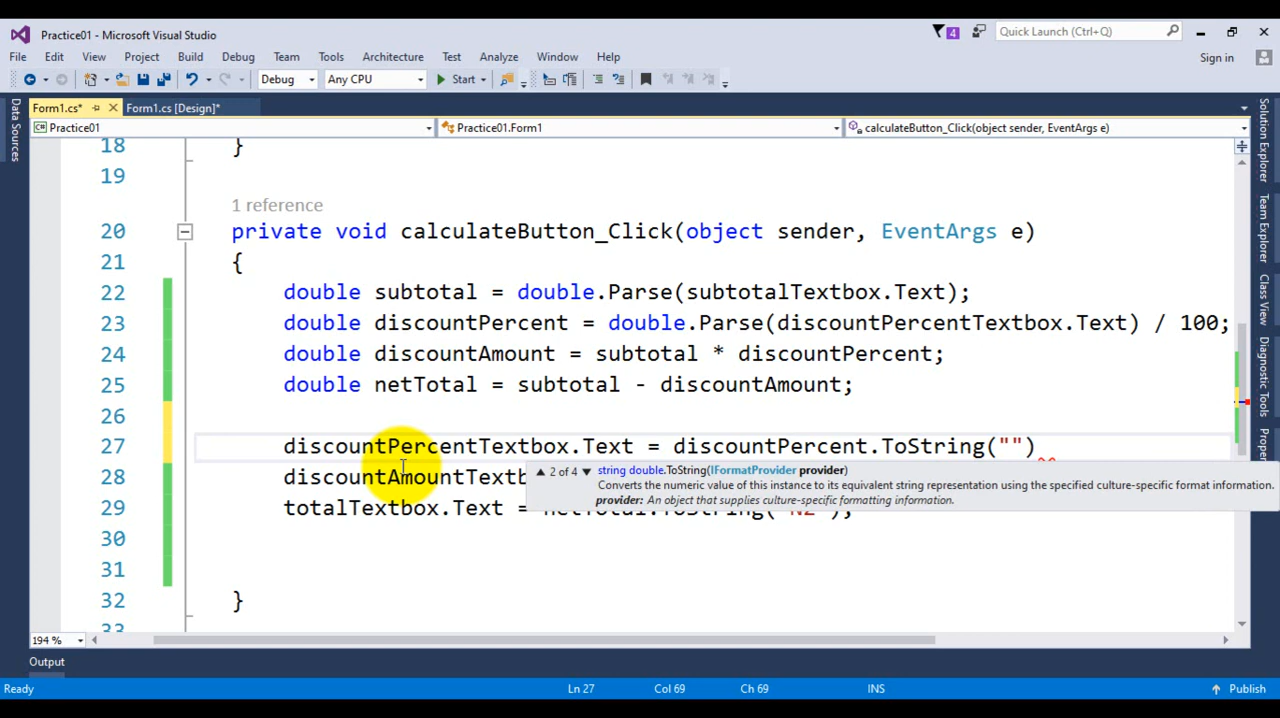 Practice01 - Microsoft Visual Studio
4
Quick Launch (Ctrl+Q)
File Edit View Project Build Debug Team Tools Architecture Test Analyze Window Help
Sign in
Debug Any CPU Start
Form1.cs* Form1.cs [Design]*
Practice01 Practice01.Form1 calculateButton_Click(object sender, EventArgs e)
Data Sources
Solution Explorer
Team Explorer
Class View
Diagnostic Tools
18 }
19
1 reference
20 private void calculateButton_Click(object sender, EventArgs e)
21 {
22 double subtotal = double.Parse(subtotalTextbox.Text);
23 double discountPercent = double.Parse(discountPercentTextbox.Text) / 100;
24 double discountAmount = subtotal * discountPercent;
25 double netTotal = subtotal - discountAmount;
26
27 discountPercentTextbox.Text = discountPercent.ToString("")
28 discountAmountTextb
2 of 4 string double.ToString(IFormatProvider provider)
Converts the numeric value of this instance to its equivalent string representation using the specified culture-specific format information.
provider: An object that supplies culture-specific formatting information.
29 totalTextbox.Text =
30
31
32 }
33
194 %
Output
Ready Ln 27 Col 69 Ch 69 INS Publish